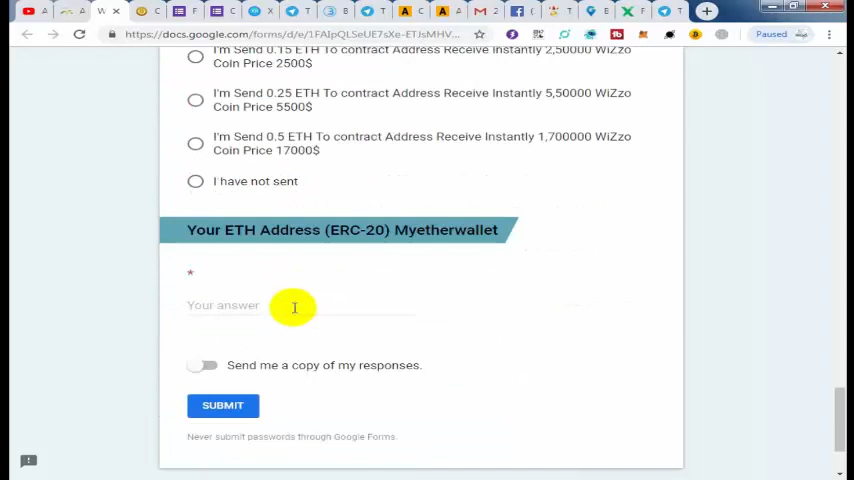 https://docs.google.com/forms/d/e/1FAIpQLSeUE7sXe-ETJsMHV...
Paused
I'm Send 0.15 ETH To contract Address Receive Instantly 2,50000 WiZzo
Coin Price 2500$
I'm Send 0.25 ETH To contract Address Receive Instantly 5,50000 WiZzo
Coin Price 5500$
I'm Send 0.5 ETH To contract Address Receive Instantly 1,700000 WiZzo
Coin Price 17000$
I have not sent
Your ETH Address (ERC-20) Myetherwallet
*
Your answer
Send me a copy of my responses.
SUBMIT
Never submit passwords through Google Forms.